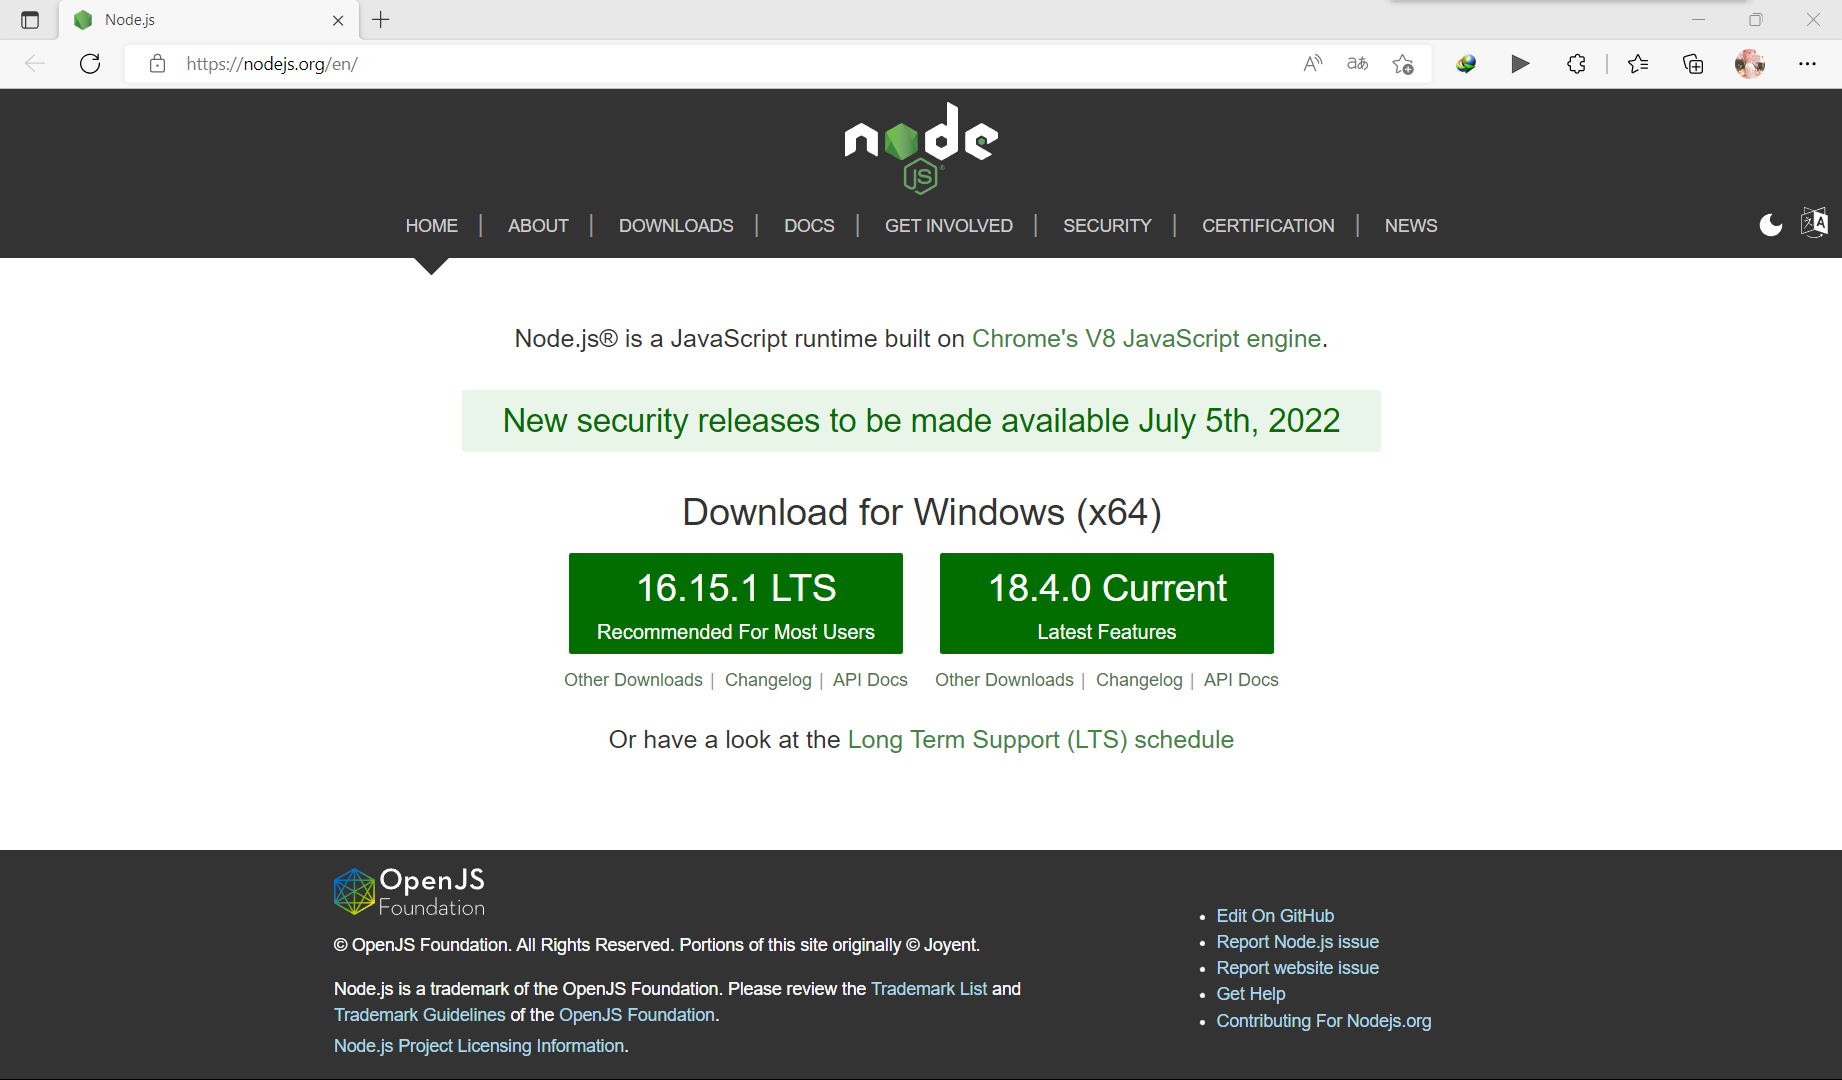 Node.js
https://nodejs.org/en/
node
JS
HOME | ABOUT | DOWNLOADS | DOCS | GET INVOLVED | SECURITY | CERTIFICATION | NEWS
Node.js® is a JavaScript runtime built on Chrome's V8 JavaScript engine.
New security releases to be made available July 5th, 2022
Download for Windows (x64)
16.15.1 LTS
Recommended For Most Users
18.4.0 Current
Latest Features
Other Downloads | Changelog | API Docs
Other Downloads | Changelog | API Docs
Or have a look at the Long Term Support (LTS) schedule
OpenJS
Foundation
© OpenJS Foundation. All Rights Reserved. Portions of this site originally © Joyent.
Node.js is a trademark of the OpenJS Foundation. Please review the Trademark List and
Trademark Guidelines of the OpenJS Foundation.
Node.js Project Licensing Information.
Edit On GitHub
Report Node.js issue
Report website issue
Get Help
Contributing For Nodejs.org